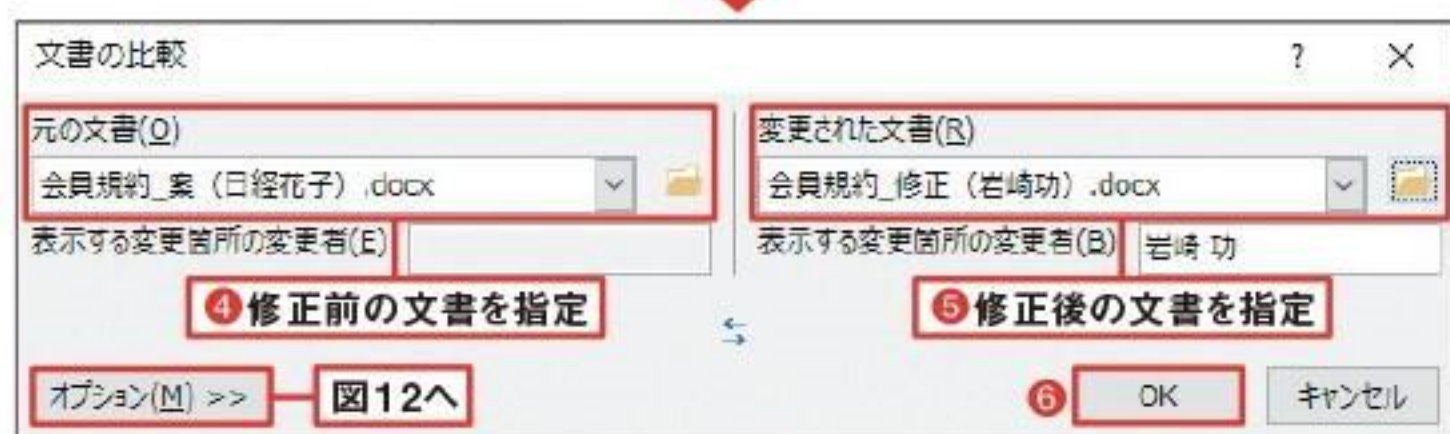 文書の比較 ? ×
元の文書(O) 変更された文書(R)
会員規約_案（日経花子）.docx 会員規約_修正（岩崎功）.docx
表示する変更箇所の変更者(E) 表示する変更箇所の変更者(B) 岩崎 功
❹修正前の文書を指定 ❺修正後の文書を指定
オプション(M) >> 図12へ ❻ OK キャンセル